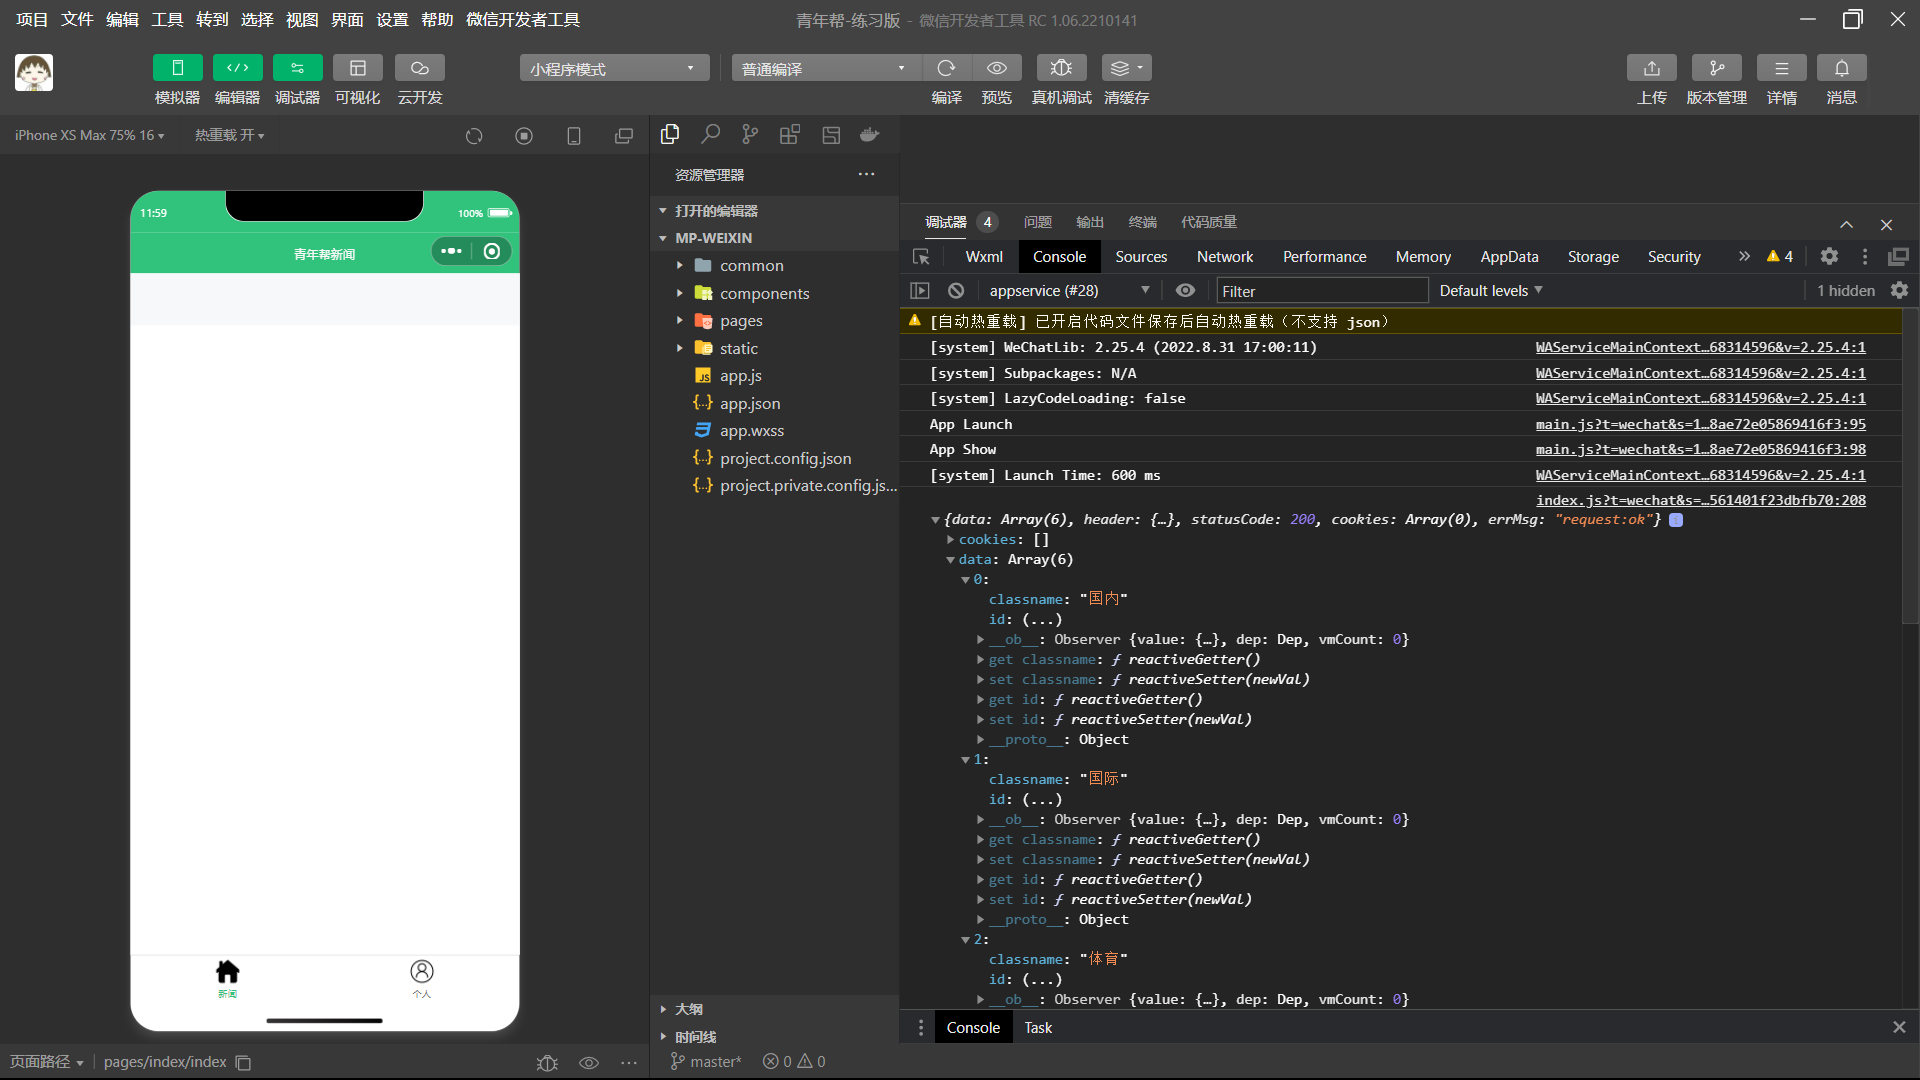 项目 文件 编辑 工具 转到 选择 视图 界面 设置 帮助 微信开发者工具
青年帮-练习版 - 微信开发者工具 RC 1.06.2210141
小程序模式
普通编译
模拟器 编辑器 调试器 可视化 云开发
编译 预览 真机调试 清缓存
上传 版本管理 详情 消息
iPhone XS Max 75% 16
热重载 开
11:59
100%
青年帮新闻
新闻
个人
页面路径
pages/index/index
资源管理器
打开的编辑器
MP-WEIXIN
common
components
pages
static
app.js
app.json
app.wxss
project.config.json
project.private.config.js...
大纲
时间线
master*
0
0
调试器 4 问题 输出 终端 代码质量
Wxml Console Sources Network Performance Memory AppData Storage Security 4
appservice (#28)
Filter
Default levels
1 hidden
[自动热重载] 已开启代码文件保存后自动热重载（不支持 json）
[system] WeChatLib: 2.25.4 (2022.8.31 17:00:11) WAServiceMainContext…68314596&v=2.25.4:1
[system] Subpackages: N/A WAServiceMainContext…68314596&v=2.25.4:1
[system] LazyCodeLoading: false WAServiceMainContext…68314596&v=2.25.4:1
App Launch main.js?t=wechat&s=1…8ae72e05869416f3:95
App Show main.js?t=wechat&s=1…8ae72e05869416f3:98
[system] Launch Time: 600 ms WAServiceMainContext…68314596&v=2.25.4:1
index.js?t=wechat&s=…561401f23dbfb70:208
{data: Array(6), header: {…}, statusCode: 200, cookies: Array(0), errMsg: "request:ok"}
cookies: []
data: Array(6)
0:
classname: "国内"
id: (...)
__ob__: Observer {value: {…}, dep: Dep, vmCount: 0}
get classname: ƒ reactiveGetter()
set classname: ƒ reactiveSetter(newVal)
get id: ƒ reactiveGetter()
set id: ƒ reactiveSetter(newVal)
__proto__: Object
1:
classname: "国际"
id: (...)
__ob__: Observer {value: {…}, dep: Dep, vmCount: 0}
get classname: ƒ reactiveGetter()
set classname: ƒ reactiveSetter(newVal)
get id: ƒ reactiveGetter()
set id: ƒ reactiveSetter(newVal)
__proto__: Object
2:
classname: "体育"
id: (...)
__ob__: Observer {value: {…}, dep: Dep, vmCount: 0}
Console Task